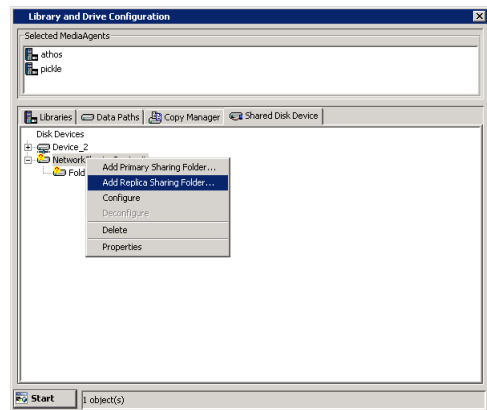 Library and Drive Configuration
Selected MediaAgents
athos
pickle
Libraries Data Paths Copy Manager Shared Disk Device
Disk Devices
Device_2
Fold
Add Primary Sharing Folder...
Add Replica Sharing Folder...
Configure
Deconfigure
Delete
Properties
Start 1 object(s)